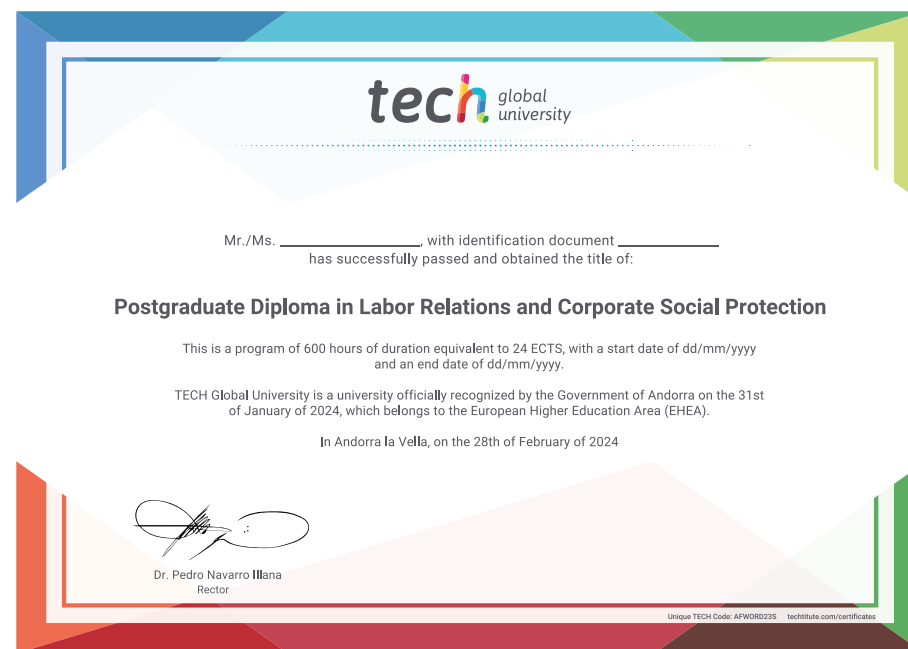 tech global university
Mr./Ms. ____________, with identification document ____________
has successfully passed and obtained the title of:
Postgraduate Diploma in Labor Relations and Corporate Social Protection
This is a program of 600 hours of duration equivalent to 24 ECTS, with a start date of dd/mm/yyyy
and an end date of dd/mm/yyyy.
TECH Global University is a university officially recognized by the Government of Andorra on the 31st
of January of 2024, which belongs to the European Higher Education Area (EHEA).
In Andorra la Vella, on the 28th of February of 2024
Dr. Pedro Navarro Illana
Rector
Unique TECH Code: AFWORD23S techtitute.com/certificates